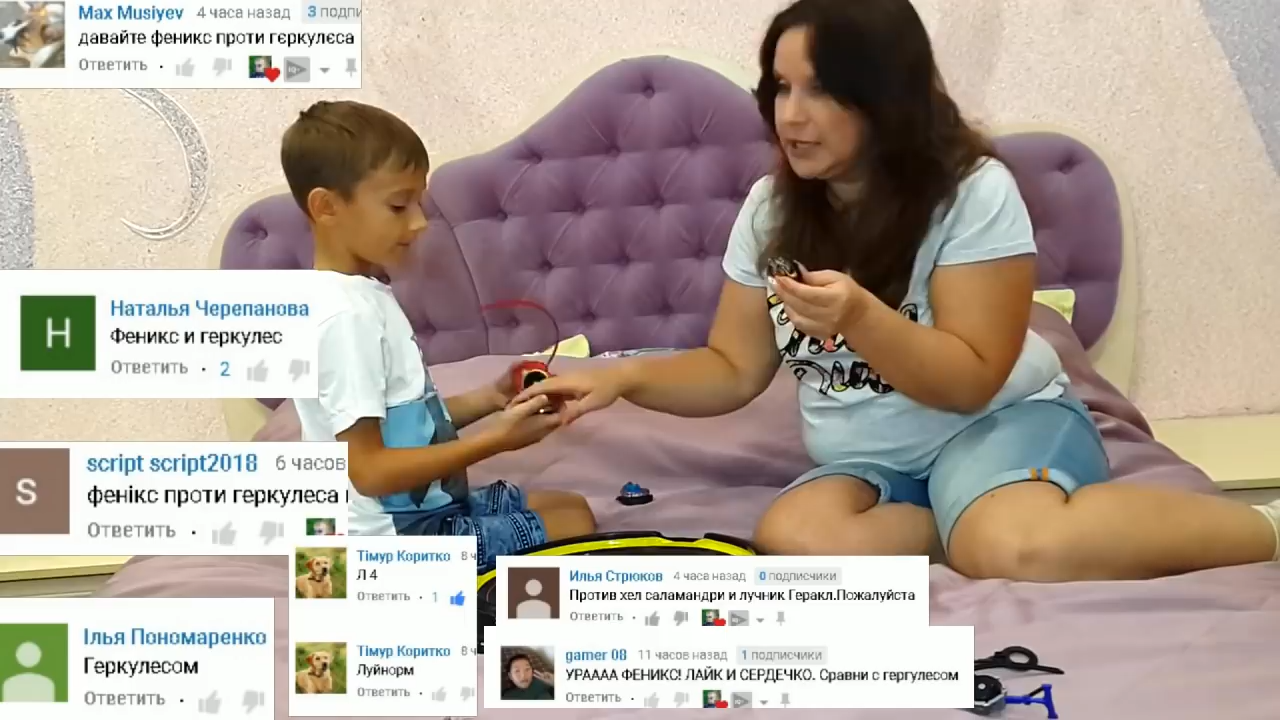 Max Musiyev 4 часа назад 3 подпи
давайте феникс проти геркулеса
Ответить
Наталья Черепанова
Феникс и геркулес
Ответить · 2
S
script script2018 6 часов
фенікс проти геркулеса
Ответить
Тімур Коритко 8 ч
Л 4
Ответить · 1
Ілья Пономаренко
Геркулесом
Ответить
Тімур Коритко 8 ч
Луйнорм
Ответить
Илья Стрюков 4 часа назад 0 подписчики
Против хел саламандри и лучник Геракл.Пожалуйста
Ответить
gamer 08 11 часов назад 1 подписчики
УРАААА ФЕНИКС! ЛАЙК И СЕРДЕЧКО. Сравни с гергулесом
Ответить